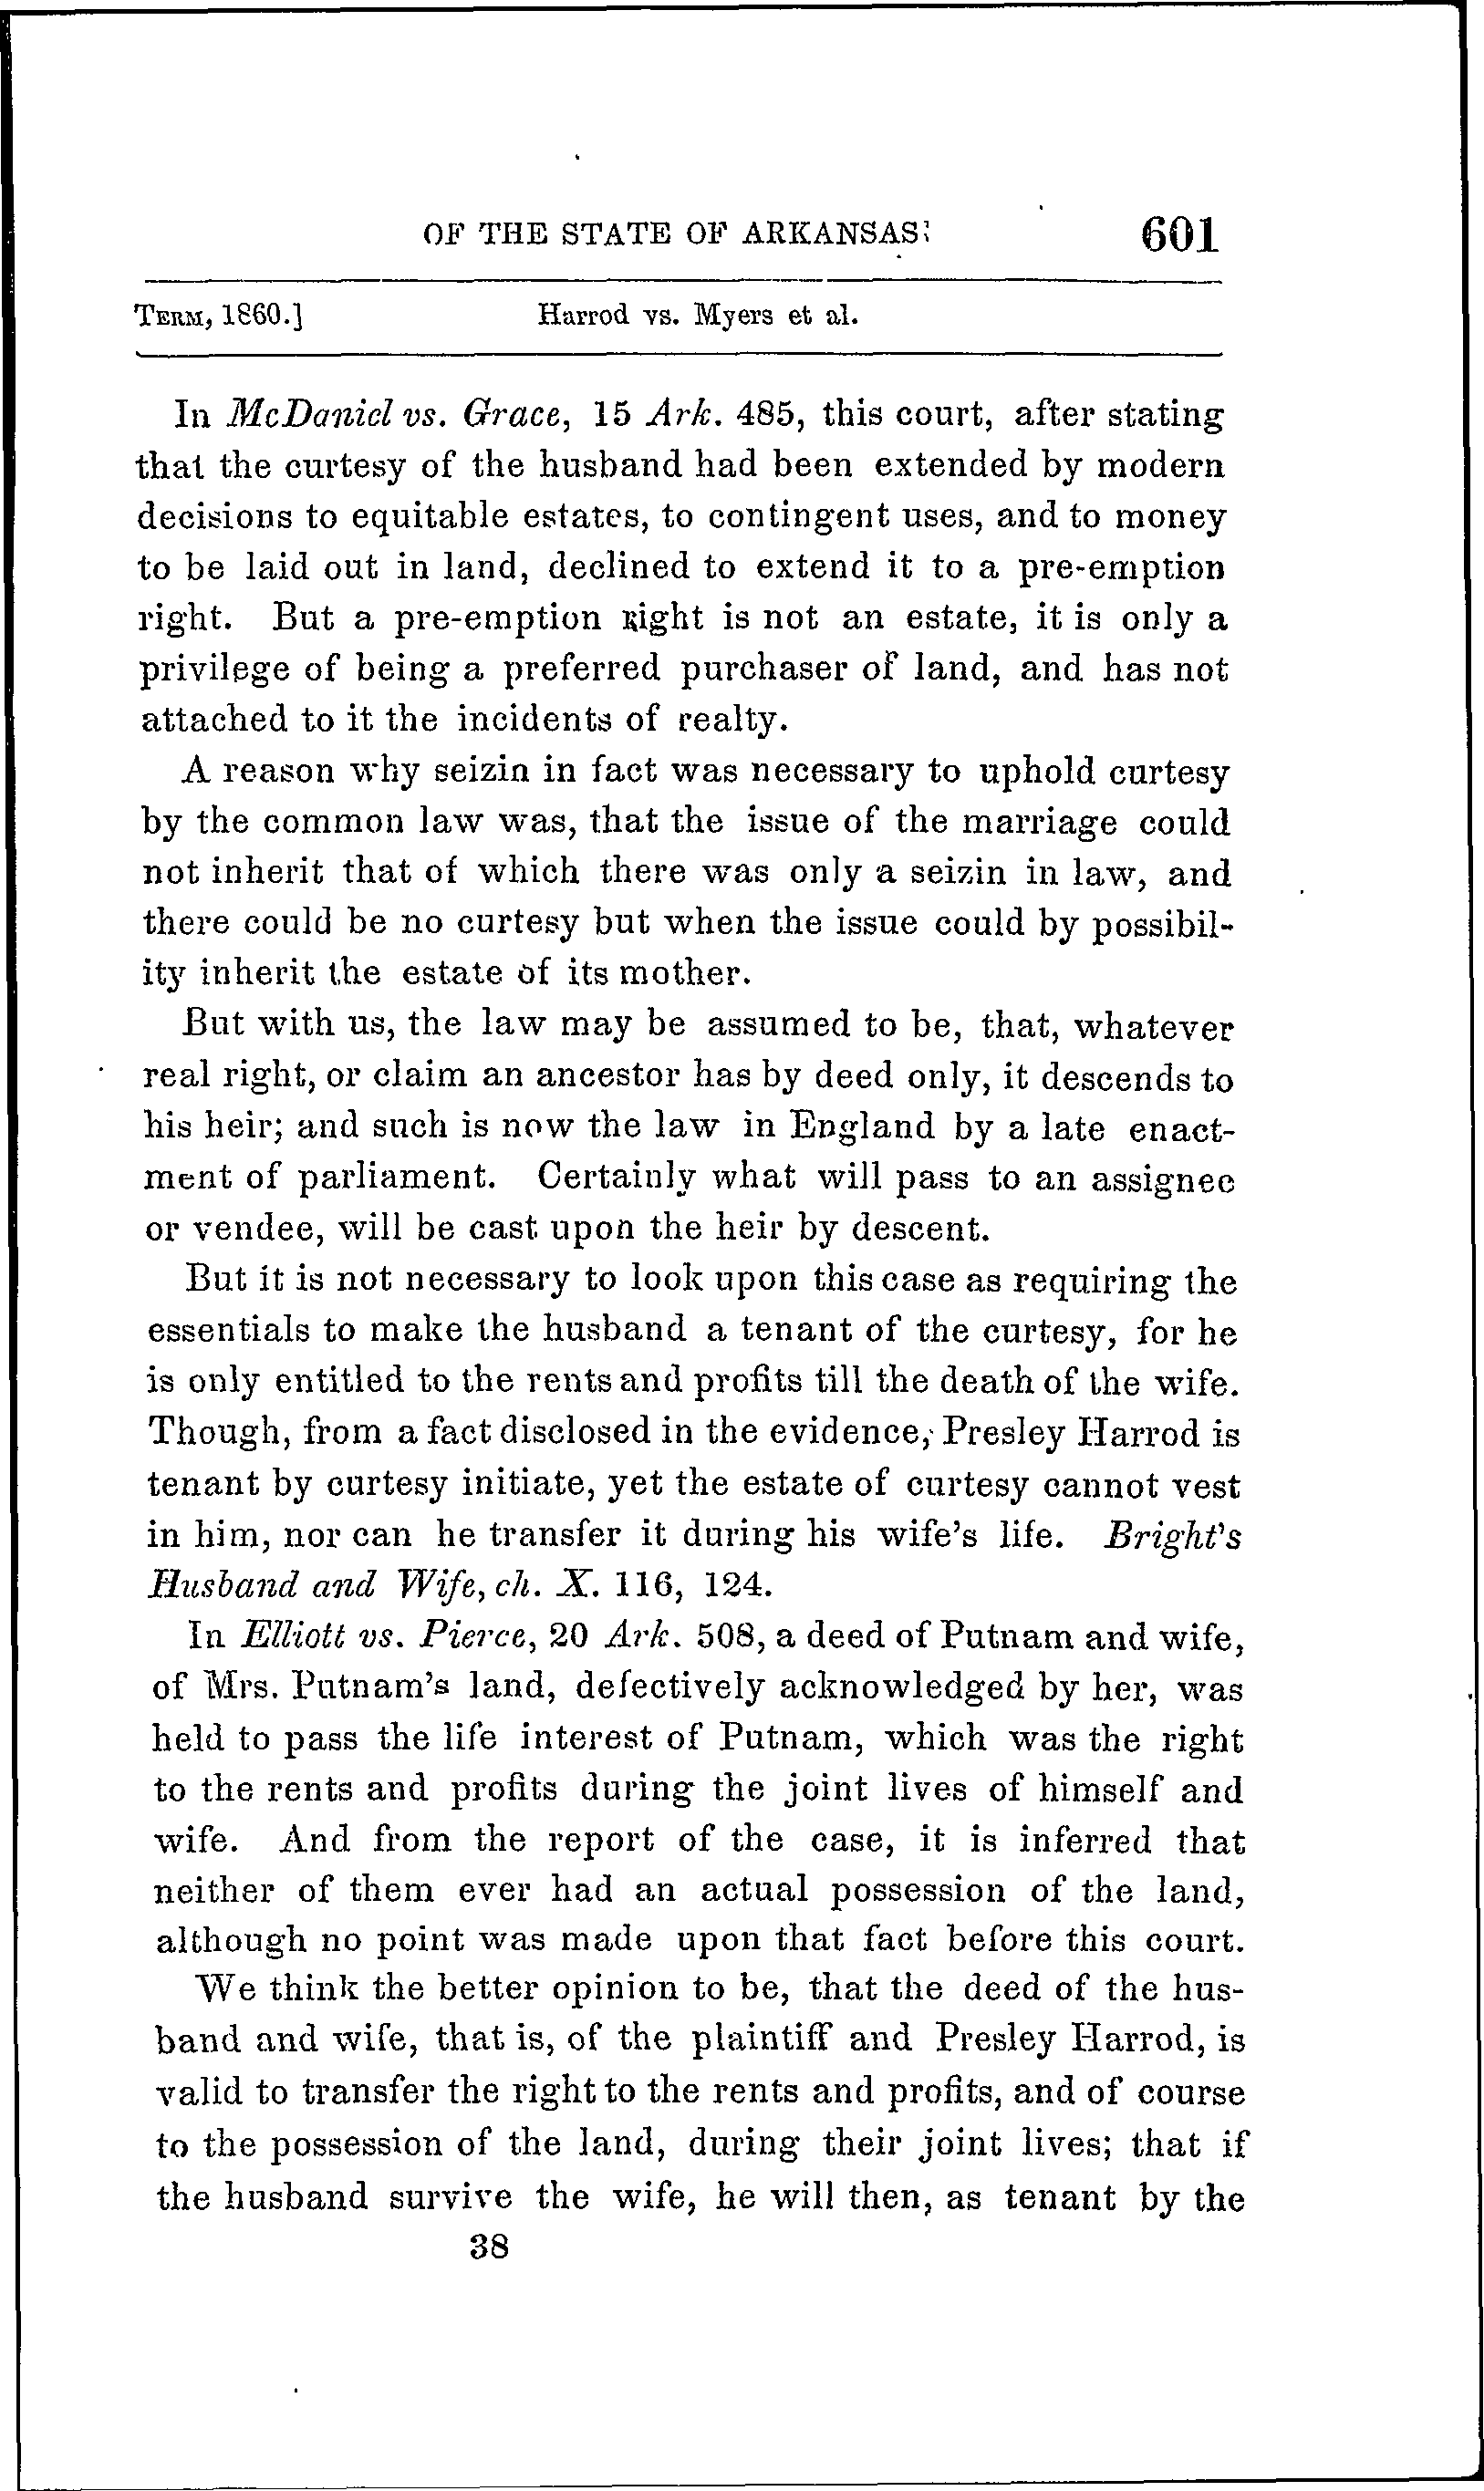 OF THE STATE OF ARKANSAS. 601
TERM, 1860.] Harrod vs. Myers et al.
In McDaniel vs. Grace, 15 Ark. 485, this court, after stating
that the curtesy of the husband had been extended by modern
decisions to equitable estates, to contingent uses, and to money
to be laid out in land, declined to extend it to a pre-emption
right. But a pre-emption right is not an estate, it is only a
privilege of being a preferred purchaser of land, and has not
attached to it the incidents of realty.
A reason why seizin in fact was necessary to uphold curtesy
by the common law was, that the issue of the marriage could
not inherit that of which there was only a seizin in law, and
there could be no curtesy but when the issue could by possibil-
ity inherit the estate of its mother.
But with us, the law may be assumed to be, that, whatever
real right, or claim an ancestor has by deed only, it descends to
his heir; and such is now the law in England by a late enact-
ment of parliament. Certainly what will pass to an assignee
or vendee, will be cast upon the heir by descent.
But it is not necessary to look upon this case as requiring the
essentials to make the husband a tenant of the curtesy, for he
is only entitled to the rents and profits till the death of the wife.
Though, from a fact disclosed in the evidence, Presley Harrod is
tenant by curtesy initiate, yet the estate of curtesy cannot vest
in him, nor can he transfer it during his wife's life. Bright's
Husband and Wife, ch. X. 116, 124.
In Elliott vs. Pierce, 20 Ark. 508, a deed of Putnam and wife,
of Mrs. Putnam's land, defectively acknowledged by her, was
held to pass the life interest of Putnam, which was the right
to the rents and profits during the joint lives of himself and
wife. And from the report of the case, it is inferred that
neither of them ever had an actual possession of the land,
although no point was made upon that fact before this court.
We think the better opinion to be, that the deed of the hus-
band and wife, that is, of the plaintiff and Presley Harrod, is
valid to transfer the right to the rents and profits, and of course
to the possession of the land, during their joint lives; that if
the husband survive the wife, he will then, as tenant by the
38